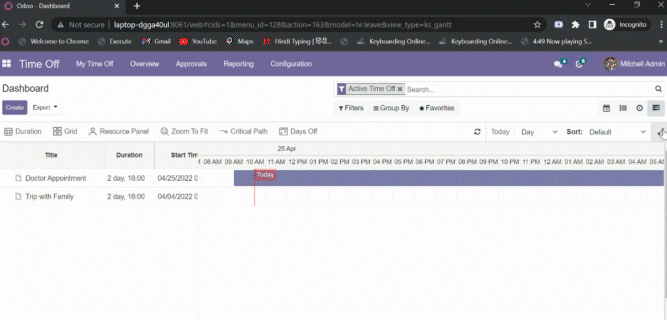 Odoo - Dashboard
Not secure | laptop-dgga40ul:8061/web#cids=1&menu_id=128&action=163&model=hr.leave&view_type=ks_gantt
Incognito
Welcome to Chrome Execute Gmail YouTube Maps Hindi Typing | हिंदी... Keyboarding Online... Keyboarding Online... 4:49 Now playing S...
Time Off My Time Off Overview Approvals Reporting Configuration Mitchell Admin
Dashboard
Active Time Off Search...
Create Export Filters Group By Favorites
Duration Grid Resource Panel Zoom To Fit Critical Path Days Off Today Day Sort: Default
25 Apr
Title Duration Start Tim
08 AM 09 AM 10 AM 11 AM 12 PM 01 PM 02 PM 03 PM 04 PM 05 PM 06 PM 07 PM 08 PM 09 PM 10 PM 11 PM 12 AM 01 AM 02 AM 03 AM 04 AM 05 A
Doctor Appointment 2 day, 16:00 04/25/2022 0
Today
Trip with Family 2 day, 16:00 04/04/2022 0